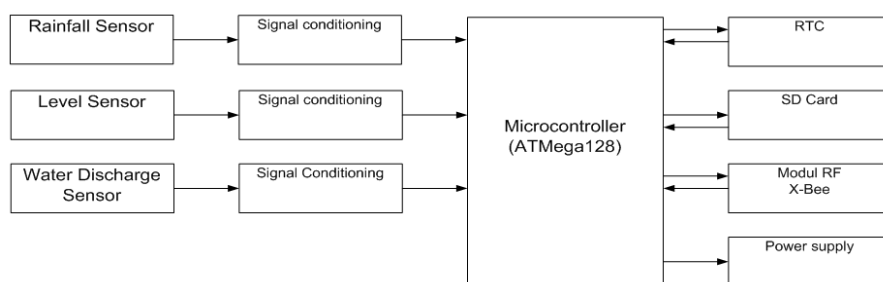 Rainfall Sensor
Signal conditioning
RTC
Level Sensor
Signal conditioning
SD Card
Microcontroller
(ATMega128)
Water Discharge
Sensor
Signal Conditioning
Modul RF
X-Bee
Power supply